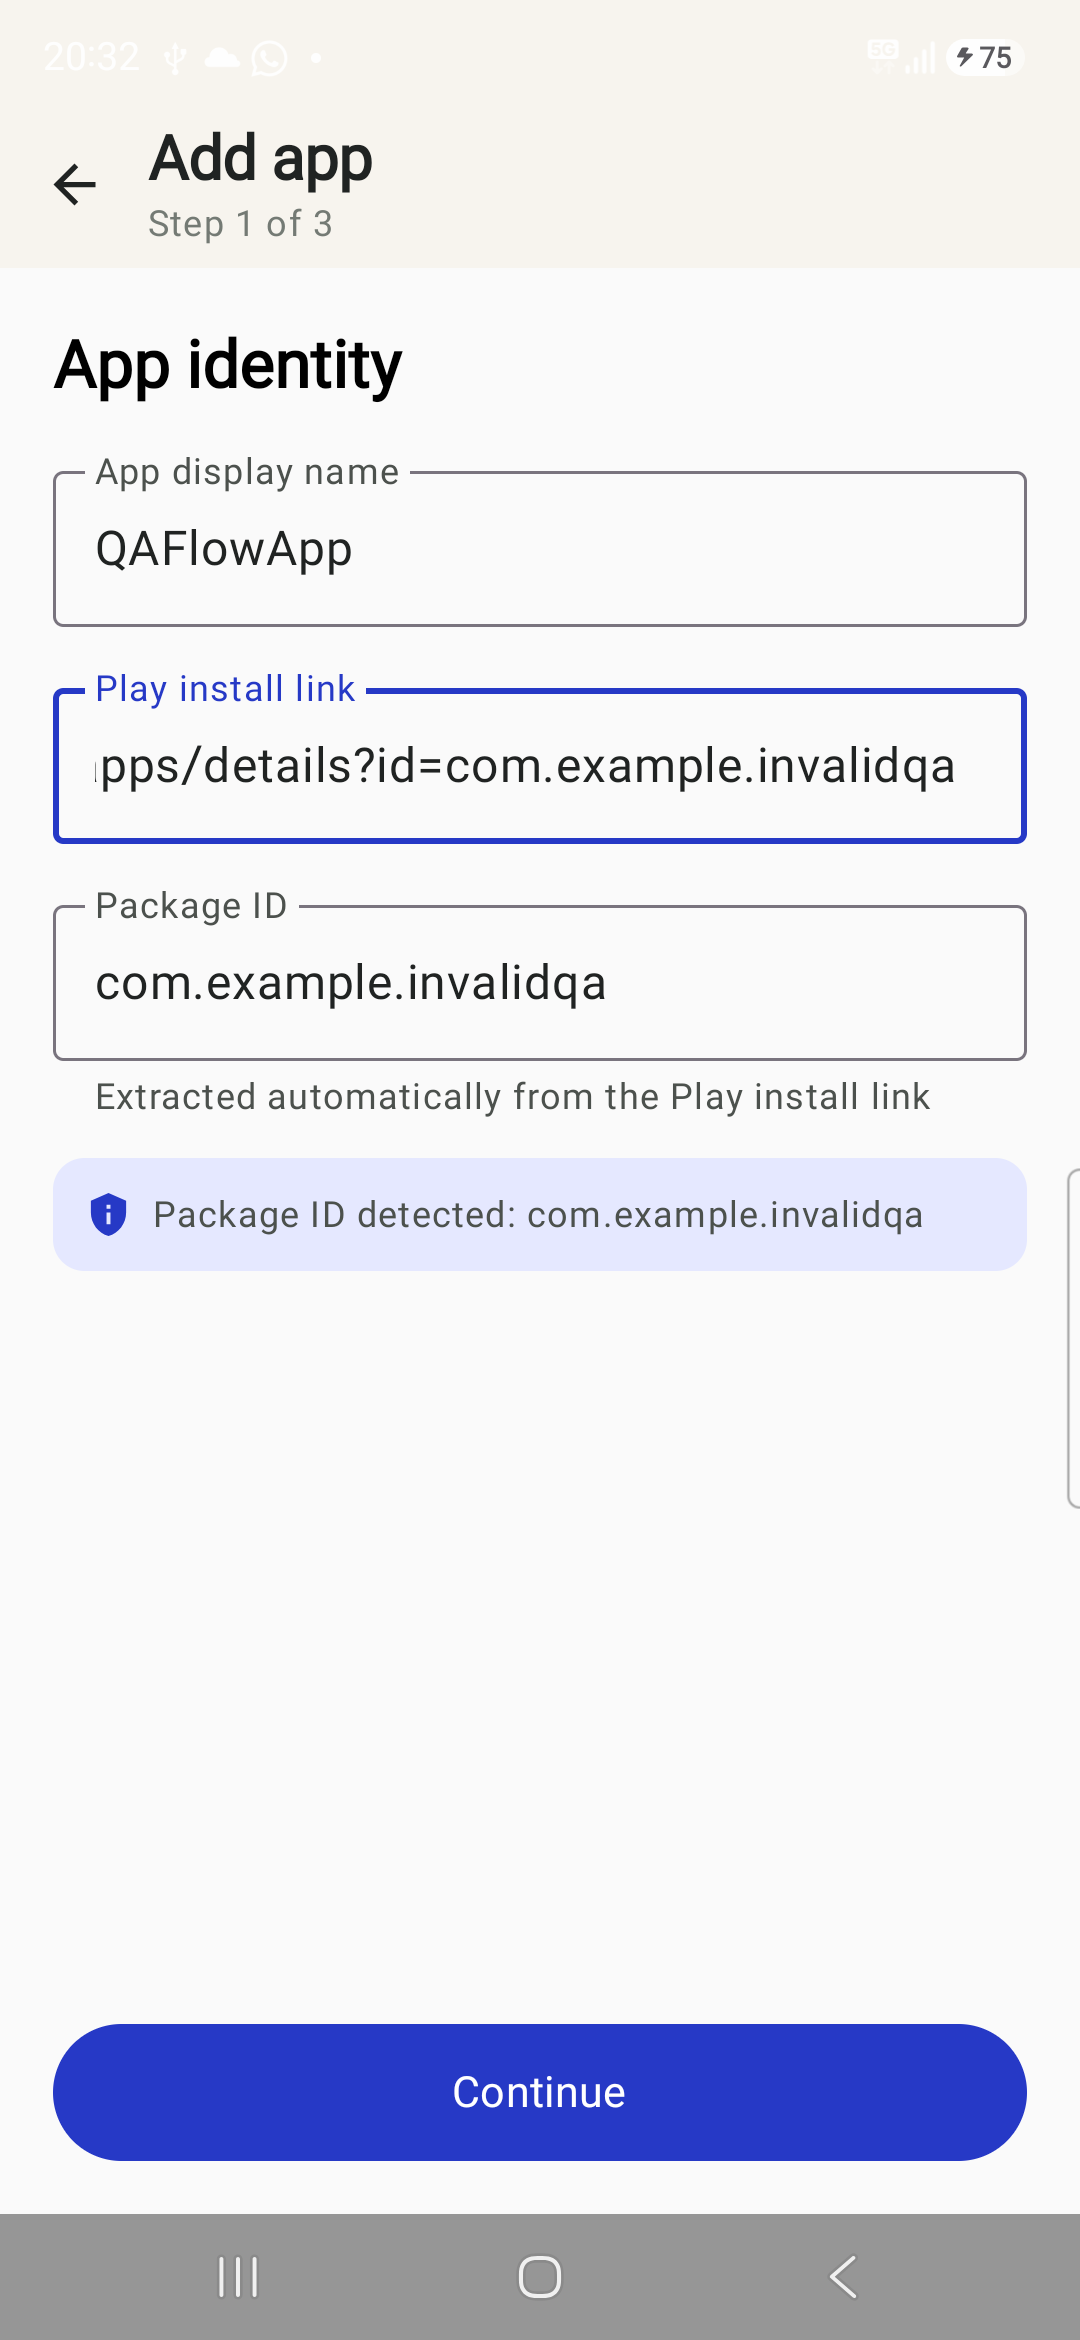 20:32
5G
75
Add app
Step 1 of 3
App identity
App display name
QAFlowApp
Play install link
pps/details?id=com.example.invalidqa
Package ID
com.example.invalidqa
Extracted automatically from the Play install link
Package ID detected: com.example.invalidqa
Continue